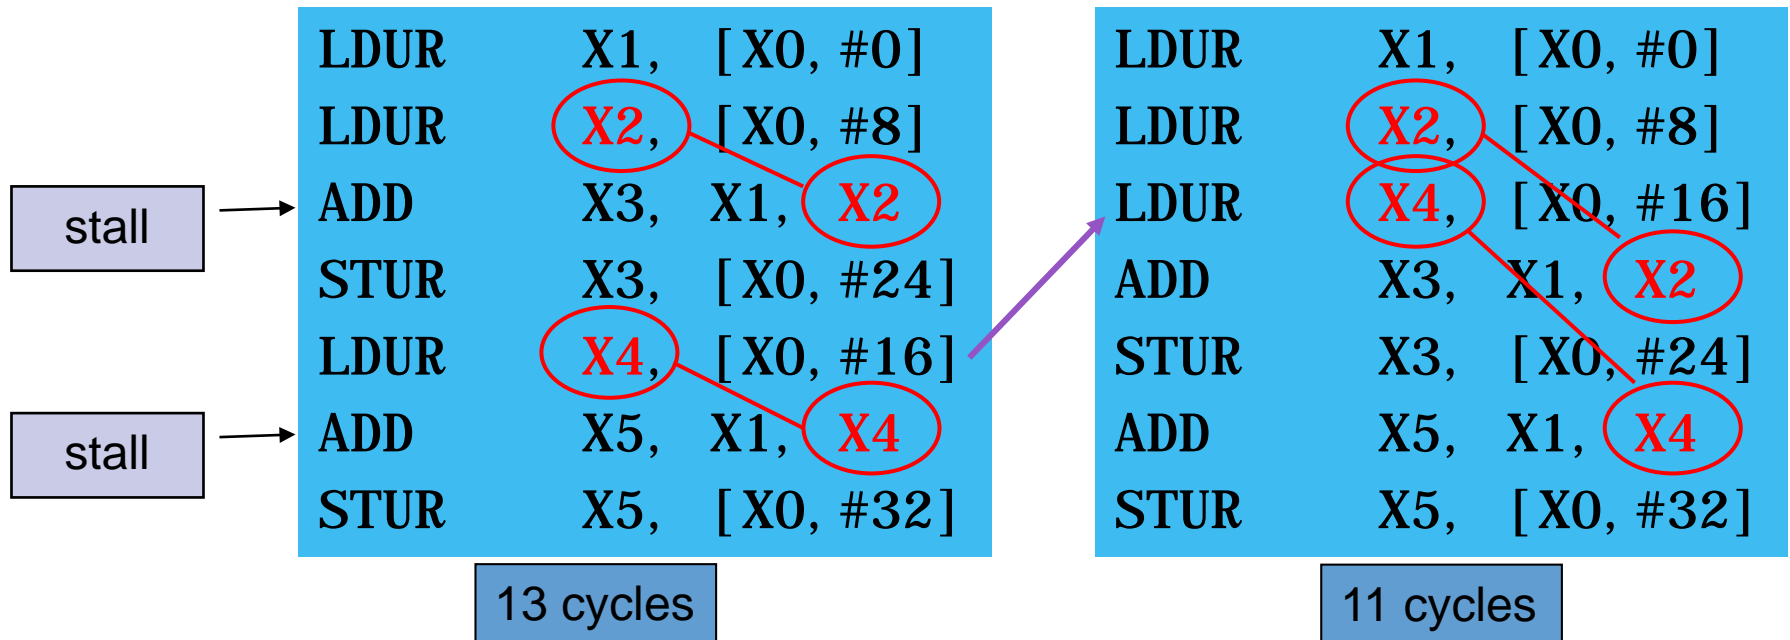 LDUR X1, [X0, #0]
LDUR X2, [X0, #8]
stall
ADD X3, X1, X2
STUR X3, [X0, #24]
LDUR X4, [X0, #16]
stall
ADD X5, X1, X4
STUR X5, [X0, #32]
13 cycles
LDUR X1, [X0, #0]
LDUR X2, [X0, #8]
LDUR X4, [X0, #16]
ADD X3, X1, X2
STUR X3, [X0, #24]
ADD X5, X1, X4
STUR X5, [X0, #32]
11 cycles